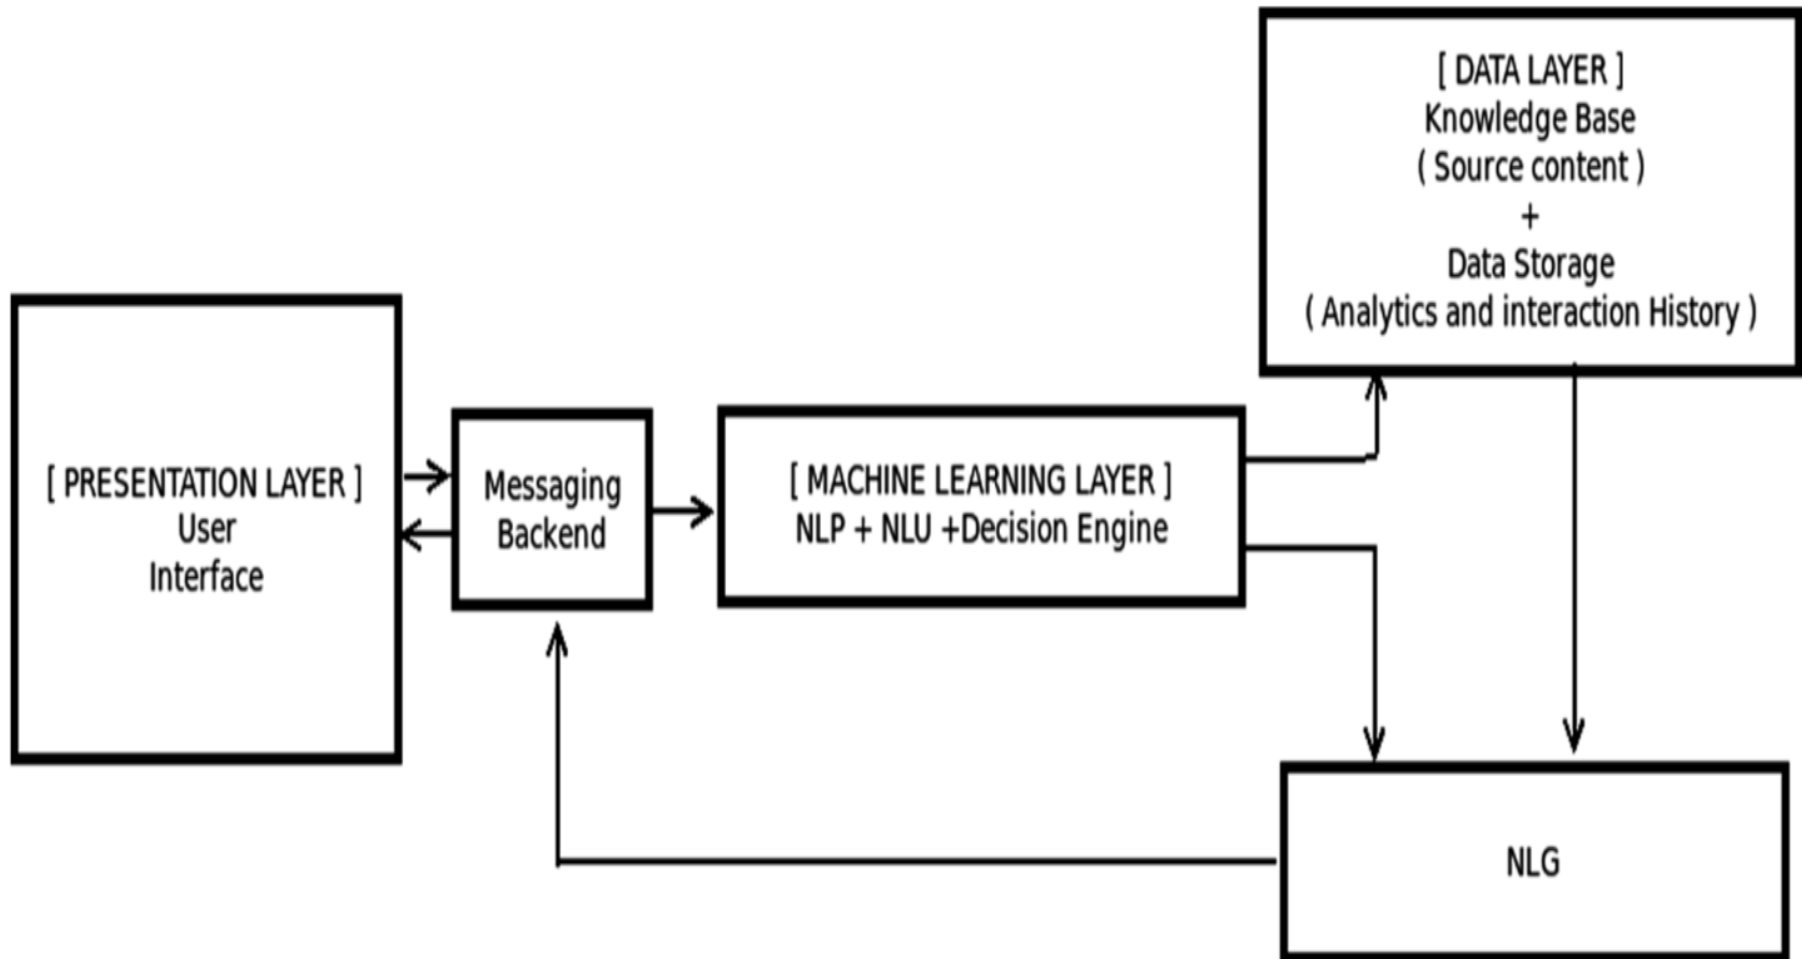 [ DATA LAYER ]
Knowledge Base
( Source content )
+
Data Storage
( Analytics and interaction History )
[ PRESENTATION LAYER ]
User
Interface
Messaging
Backend
[ MACHINE LEARNING LAYER ]
NLP + NLU +Decision Engine
NLG